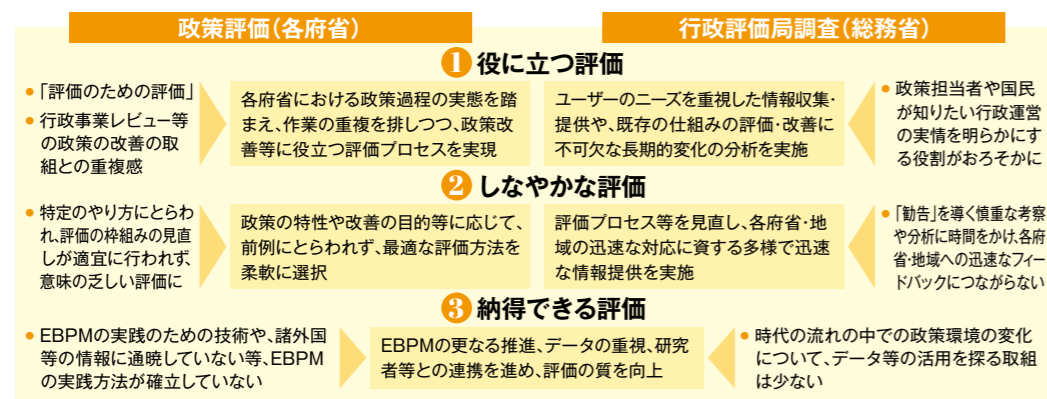 政策評価（各府省）
行政評価局調査（総務省）
❶役に立つ評価
●「評価のための評価」
●行政事業レビュー等
の政策の改善の取
組との重複感
各府省における政策過程の実態を踏
まえ、作業の重複を排しつつ、政策改
善等に役立つ評価プロセスを実現
ユーザーのニーズを重視した情報収集・
提供や、既存の仕組みの評価・改善に
不可欠な長期的変化の分析を実施
●政策担当者や国民
が知りたい行政運営
の実情を明らかにす
る役割がおろそかに
❷しなやかな評価
●特定のやり方にとらわ
れ、評価の枠組みの見直
しが適宜に行われず、
意味の乏しい評価に
政策の特性や改善の目的等に応じて、
前例にとらわれず、最適な評価方法を
柔軟に選択
評価プロセス等を見直し、各府省・地
域の迅速な対応に資する多様で迅速
な情報提供を実施
●「勧告」を導く慎重な考察
や分析に時間をかけ、各府
省・地域への迅速なフィー
ドバックにつながらない
❸納得できる評価
●EBPMの実践のための技術や、諸外国
等の情報に通暁していない等、EBPM
の実践方法が確立していない
EBPMの更なる推進、データの重視、研究
者等との連携を進め、評価の質を向上
●時代の流れの中での政策環境の変化
について、データ等の活用を探る取組
は少ない